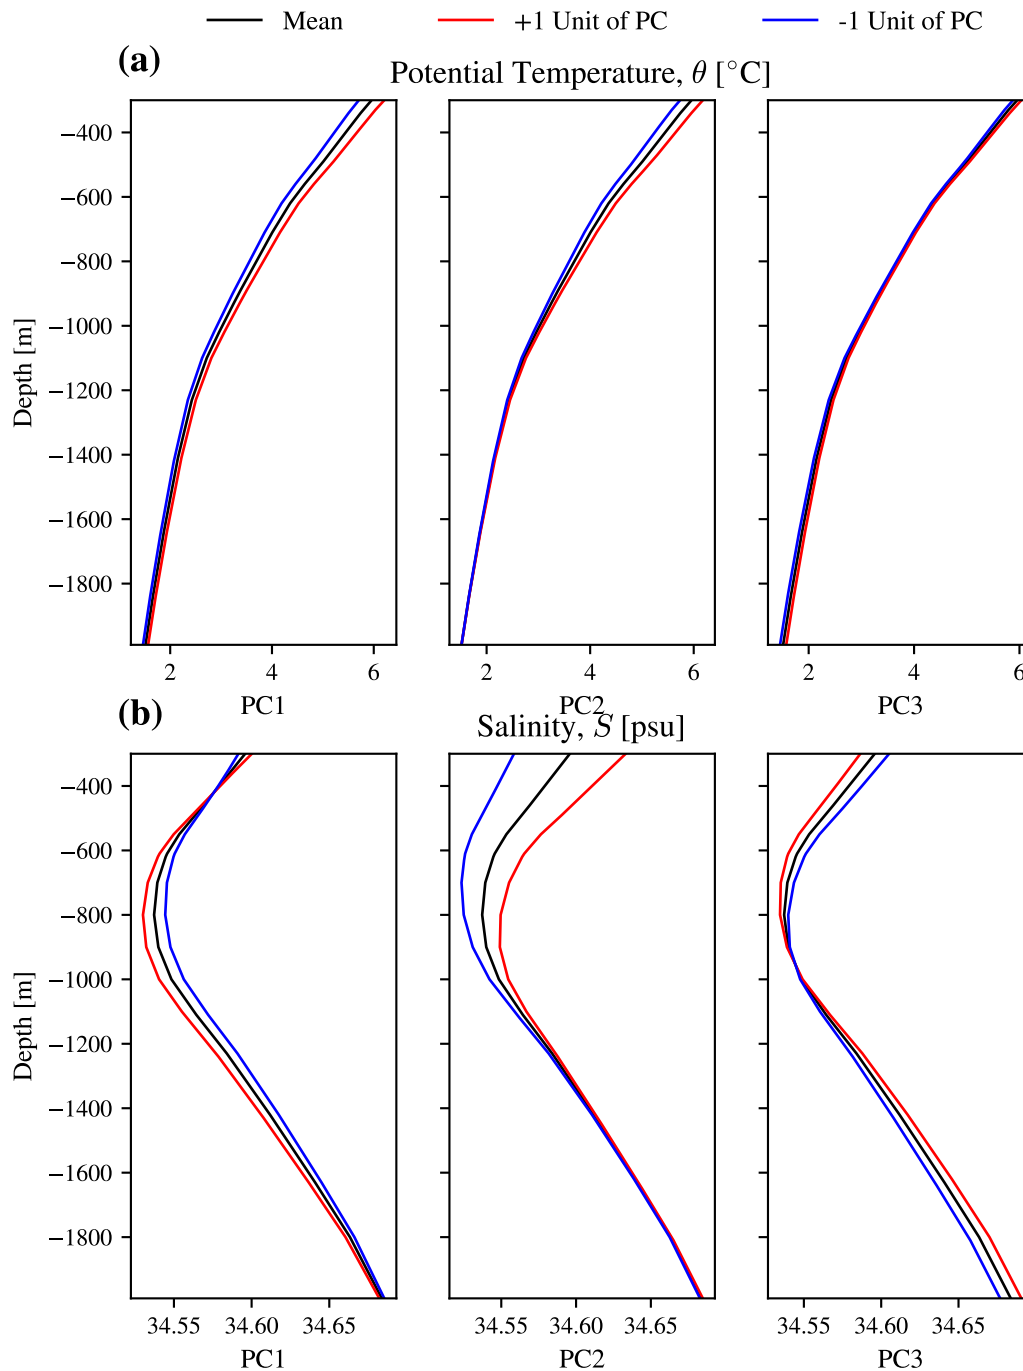 Mean +1 Unit of PC -1 Unit of PC
(a)
Potential Temperature, θ [°C]
Depth [m]
−400
−600
−800
−1000
−1200
−1400
−1600
−1800
2 4 6 2 4 6 2 4 6
PC1 PC2 PC3
(b)
Salinity, S [psu]
Depth [m]
−400
−600
−800
−1000
−1200
−1400
−1600
−1800
34.55 34.60 34.65 34.55 34.60 34.65 34.55 34.60 34.65
PC1 PC2 PC3